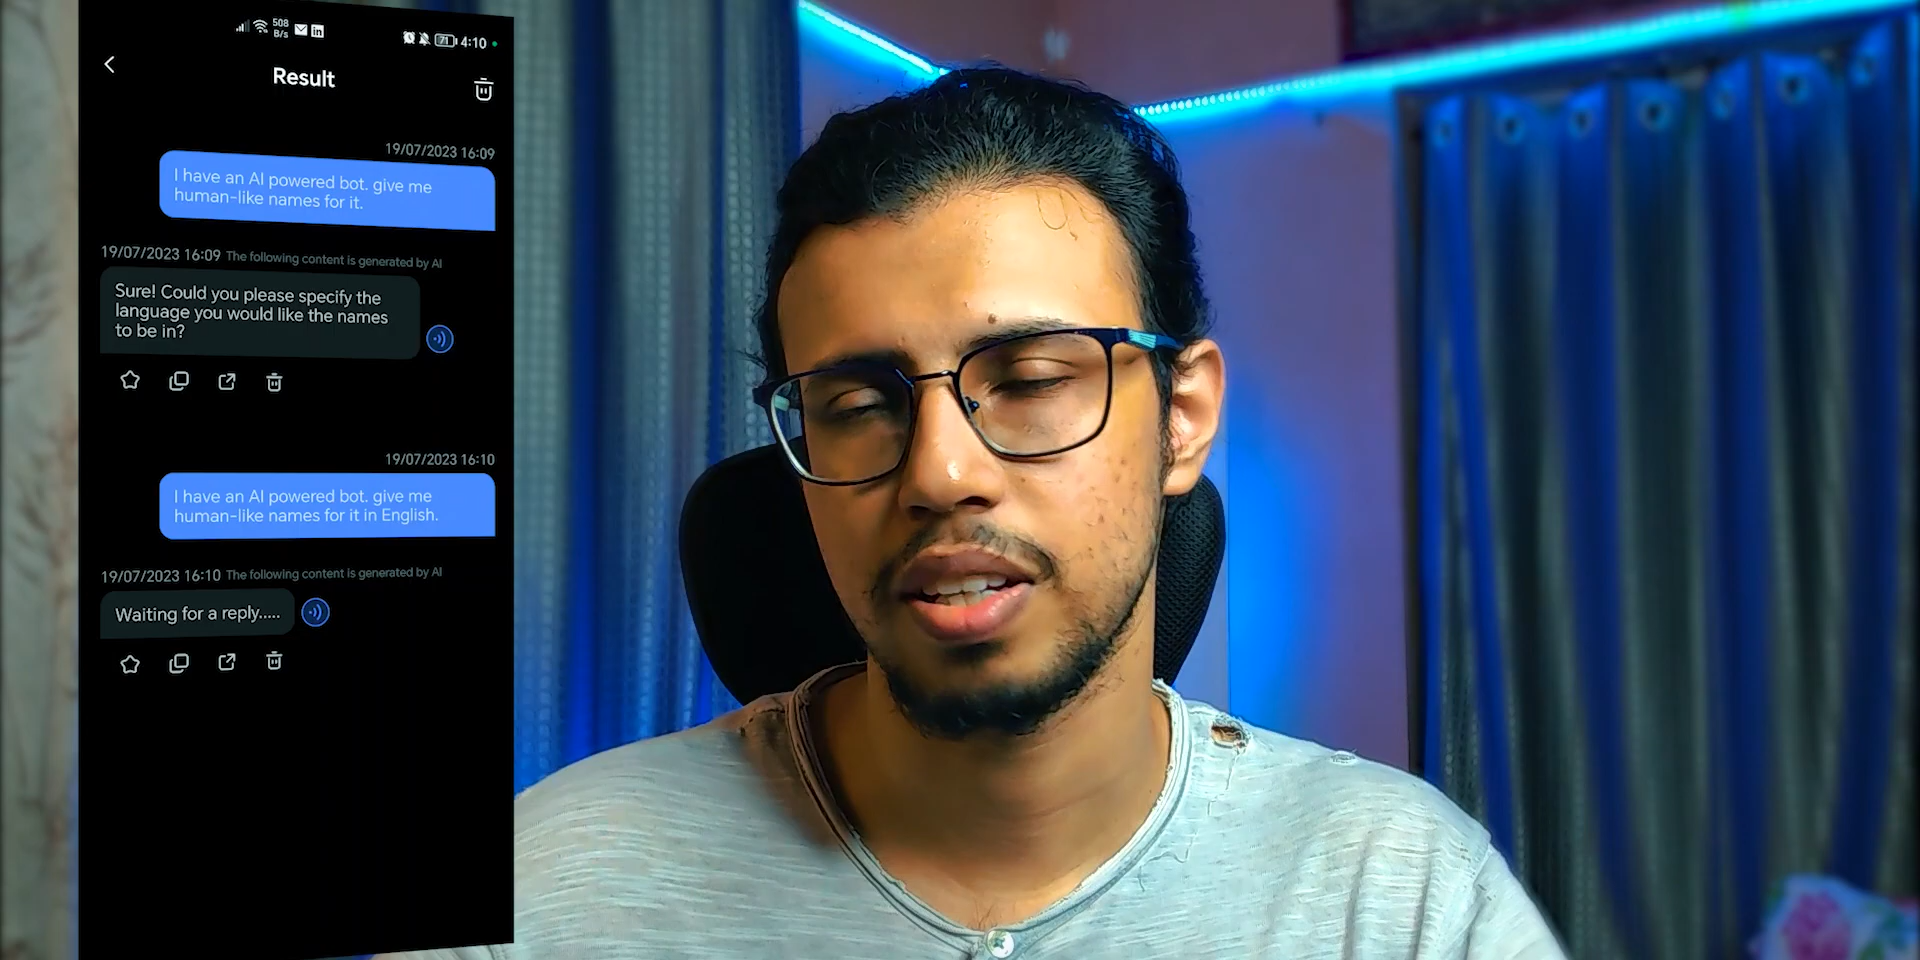 508
B/s
71
4:10
Result
19/07/2023 16:09
I have an AI powered bot. give me
human-like names for it.
19/07/2023 16:09 The following content is generated by AI
Sure! Could you please specify the
language you would like the names
to be in?
19/07/2023 16:10
I have an AI powered bot. give me
human-like names for it in English.
19/07/2023 16:10 The following content is generated by AI
Waiting for a reply.....